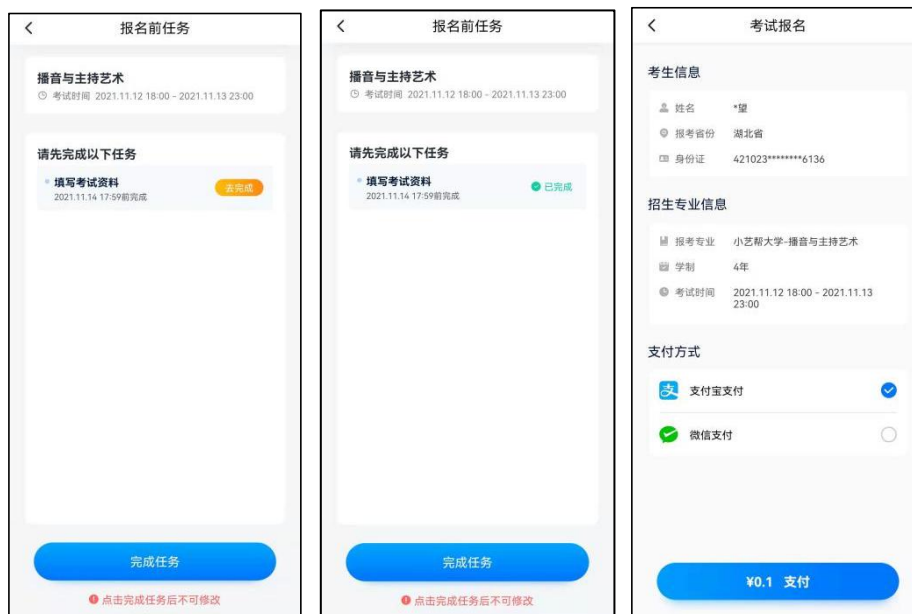 报名前任务
播音与主持艺术
考试时间 2021.11.12 18:00 - 2021.11.13 23:00
请先完成以下任务
填写考试资料
去完成
2021.11.14 17:59前完成
完成任务
点击完成任务后不可修改
报名前任务
播音与主持艺术
考试时间 2021.11.12 18:00 - 2021.11.13 23:00
请先完成以下任务
填写考试资料
已完成
2021.11.14 17:59前完成
完成任务
点击完成任务后不可修改
考试报名
考生信息
姓名 *望
报考省份 湖北省
身份证 421023********6136
招生专业信息
报考专业 小艺帮大学-播音与主持艺术
学制 4年
考试时间 2021.11.12 18:00 - 2021.11.13
23:00
支付方式
支付宝支付
微信支付
¥0.1 支付